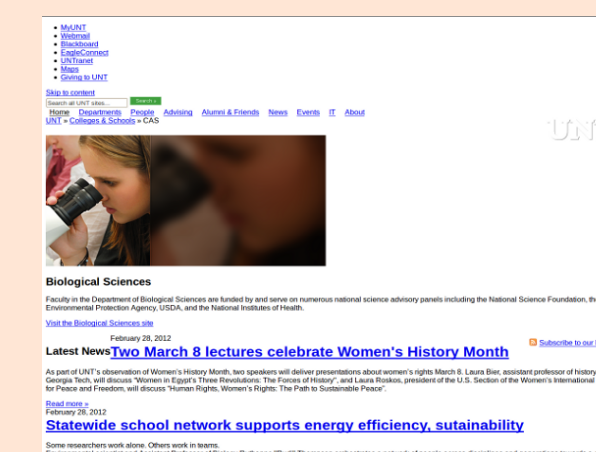 MyUNT
Webmail
Blackboard
EagleConnect
UNTranet
Maps
Giving to UNT
Skip to content
Search all UNT sites... Search »
Home Departments People Advising Alumni & Friends News Events IT About
UNT » Colleges & Schools » CAS
UN
Biological Sciences
Faculty in the Department of Biological Sciences are funded by and serve on numerous national science advisory panels including the National Science Foundation, the
Environmental Protection Agency, USDA, and the National Institutes of Health.
Visit the Biological Sciences site
February 28, 2012
Subscribe to our
Latest News Two March 8 lectures celebrate Women's History Month
As part of UNT's observation of Women's History Month, two speakers will deliver presentations about women's rights March 8. Laura Bier, assistant professor of history
Georgia Tech, will discuss "Women in Egypt's Three Revolutions: The Forces of History", and Laura Roskos, president of the U.S. Section of the Women's International
for Peace and Freedom, will discuss "Human Rights, Women's Rights: The Path to Sustainable Peace".
Read more »
February 28, 2012
Statewide school network supports energy efficiency, sutainability
Some researchers work alone. Others work in teams.